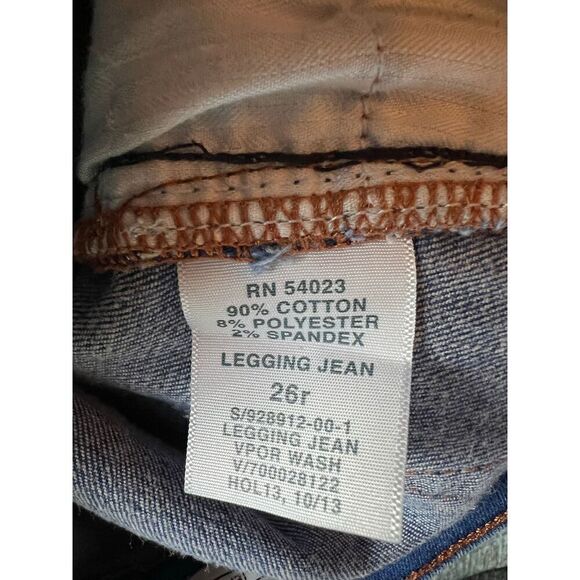 RN 54023
90% COTTON
8% POLYESTER
2% SPANDEX
LEGGING JEAN
26r
S/928912-00-1
LEGGING JEAN
VPOR WASH
V/700028122
HOL13, 10/13